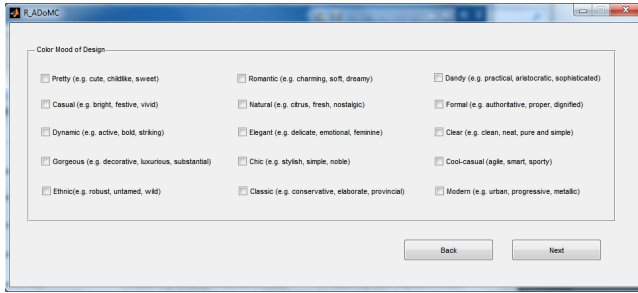 R_ADoMC
Color Mood of Design
Pretty (e.g. cute, childlike, sweet)
Romantic (e.g. charming, soft, dreamy)
Dandy (e.g. practical, aristocratic, sophisticated)
Casual (e.g. bright, festive, vivid)
Natural (e.g. citrus, fresh, nostalgic)
Formal (e.g. authoritative, proper, dignified)
Dynamic (e.g. active, bold, striking)
Elegant (e.g. delicate, emotional, feminine)
Clear (e.g. clean, neat, pure and simple)
Gorgeous (e.g. decorative, luxurious, substantial)
Chic (e.g. stylish, simple, noble)
Cool-casual (agile, smart, sporty)
Ethnic(e.g. robust, untamed, wild)
Classic (e.g. conservative, elaborate, provincial)
Modern (e.g. urban, progressive, metallic)
Back
Next